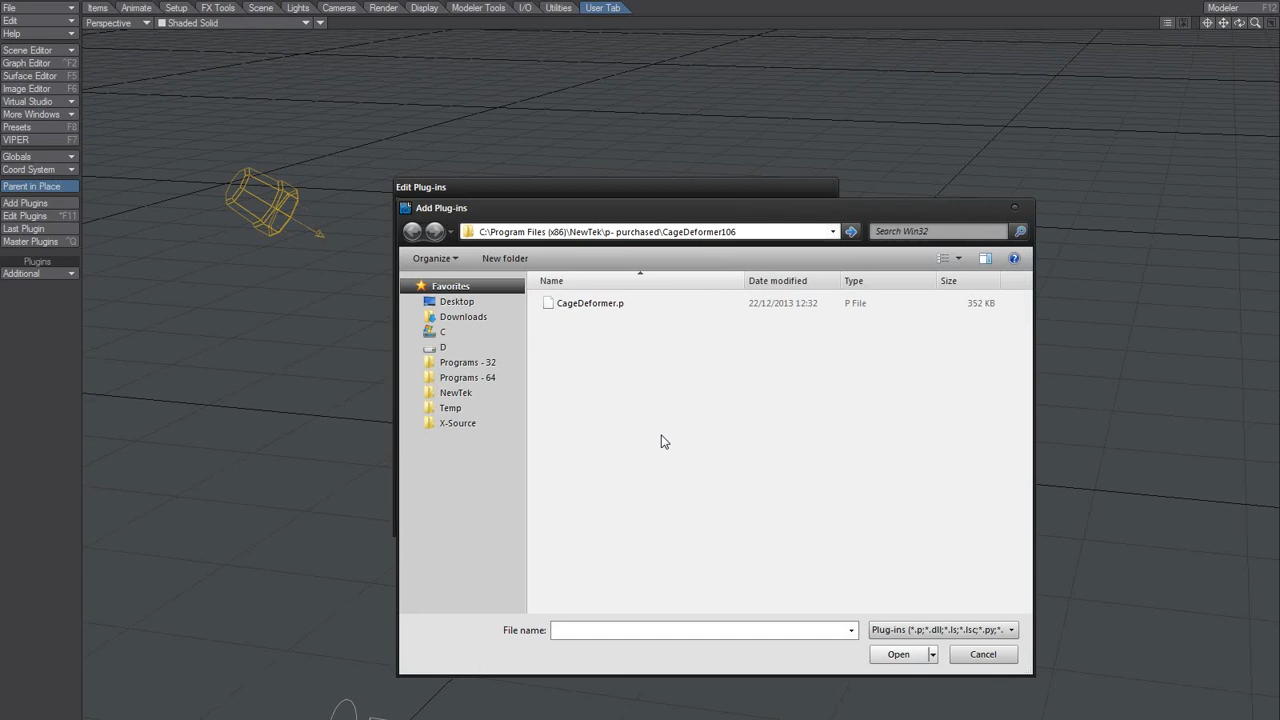 File Items Animate Setup FX Tools Scene Lights Cameras Render Display Modeler Tools I/O Utilities User Tab Modeler F12
Edit Perspective Shaded Solid
Help
Scene Editor
Graph Editor ^F2
Surface Editor F5
Image Editor F6
Virtual Studio
More Windows
Presets F8
VIPER F7
Globals
Coord System
Parent in Place
Add Plugins
Edit Plugins ^F11
Last Plugin
Master Plugins ^Q
Plugins
Additional
Edit Plug-ins
Add Plug-ins
C:\Program Files (x86)\NewTek\p- purchased\CageDeformer106 Search Win32
Organize New folder
Favorites
Desktop
Downloads
C
D
Programs - 32
Programs - 64
NewTek
Temp
X-Source
Name Date modified Type Size
CageDeformer.p 22/12/2013 12:32 P File 352 KB
File name: Plug-ins (*.p;*.dll;*.ls;*.lsc;*.py;*.
Open Cancel